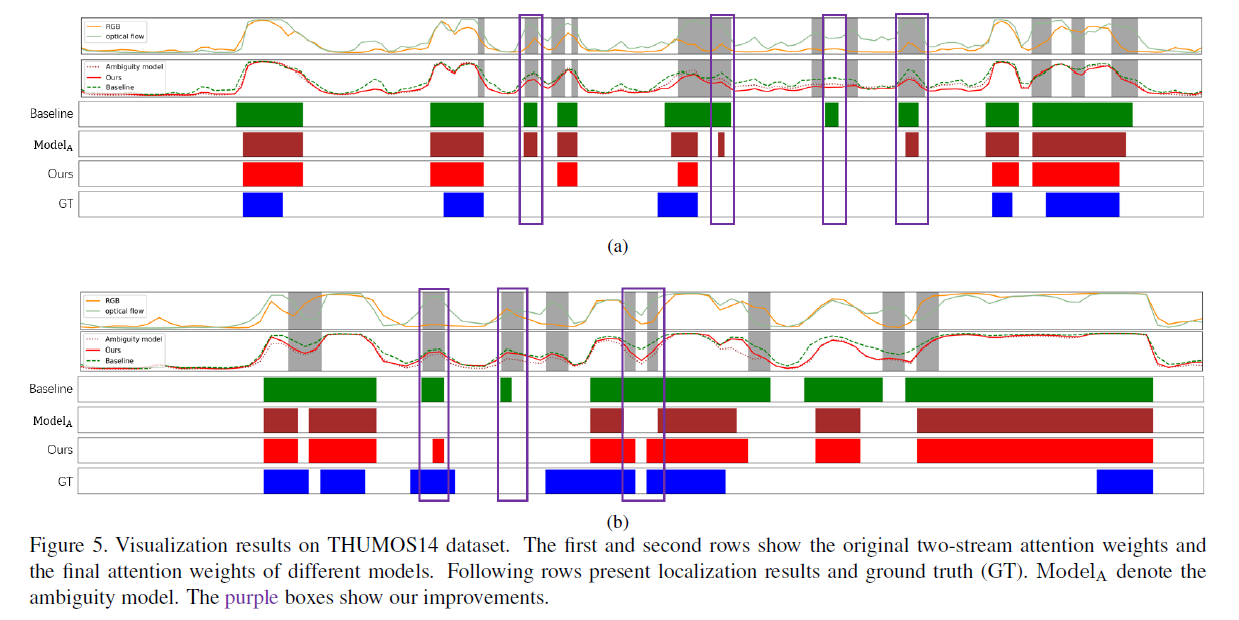 RGB
optical flow
Ambiguity model
Ours
Baseline
Baseline
ModelA
Ours
GT
(a)
RGB
optical flow
Ambiguity model
Ours
Baseline
Baseline
ModelA
Ours
GT
(b)
Figure 5. Visualization results on THUMOS14 dataset. The first and second rows show the original two-stream attention weights and
the final attention weights of different models. Following rows present localization results and ground truth (GT). ModelA denote the
ambiguity model. The purple boxes show our improvements.